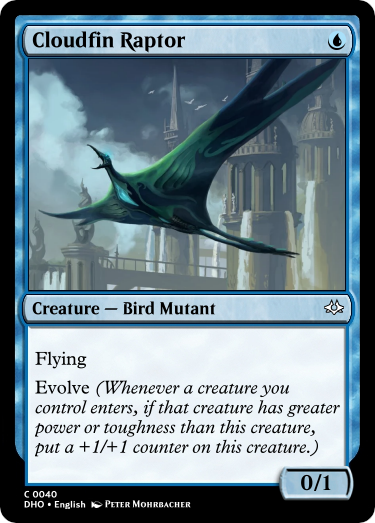 Cloudfin Raptor
Creature — Bird Mutant
Flying
Evolve (Whenever a creature you
control enters, if that creature has greater
power or toughness than this creature,
put a +1/+1 counter on this creature.)
0/1
C 0040
DHO • English Peter Mohrbacher